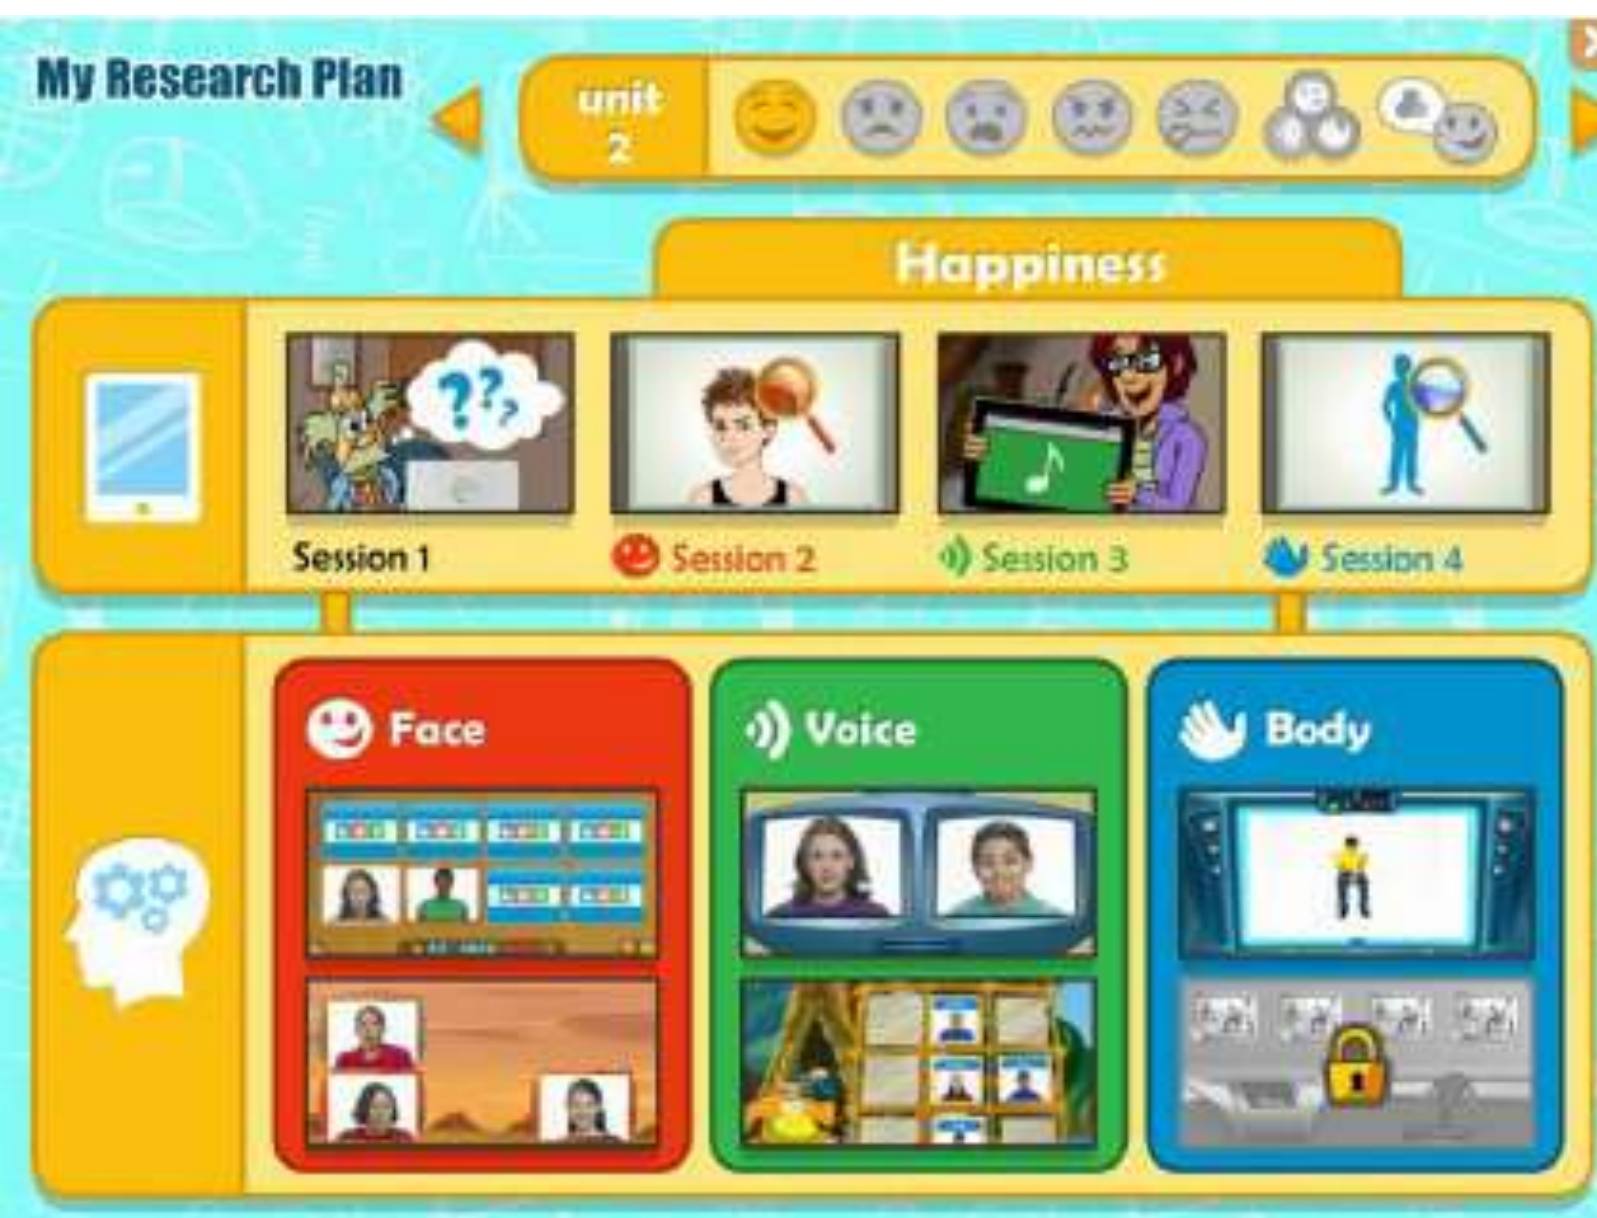 My Research Plan
unit
2
Happiness
???
Session 1
Session 2
Session 3
Session 4
Face
Voice
Body